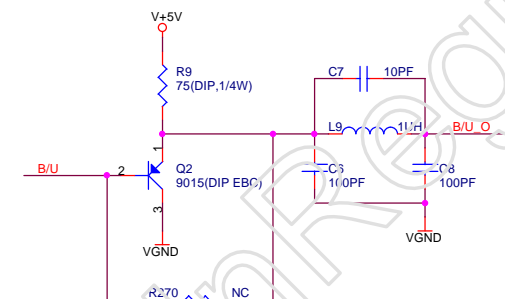 V+5V
R9
75(DIP,1/4W)
C7 10PF
L9 1UH B/U_O
B/U
2
1
3
Q2
9015(DIP EBC)
C6
100PF
C8
100PF
VGND
VGND
R270 NC